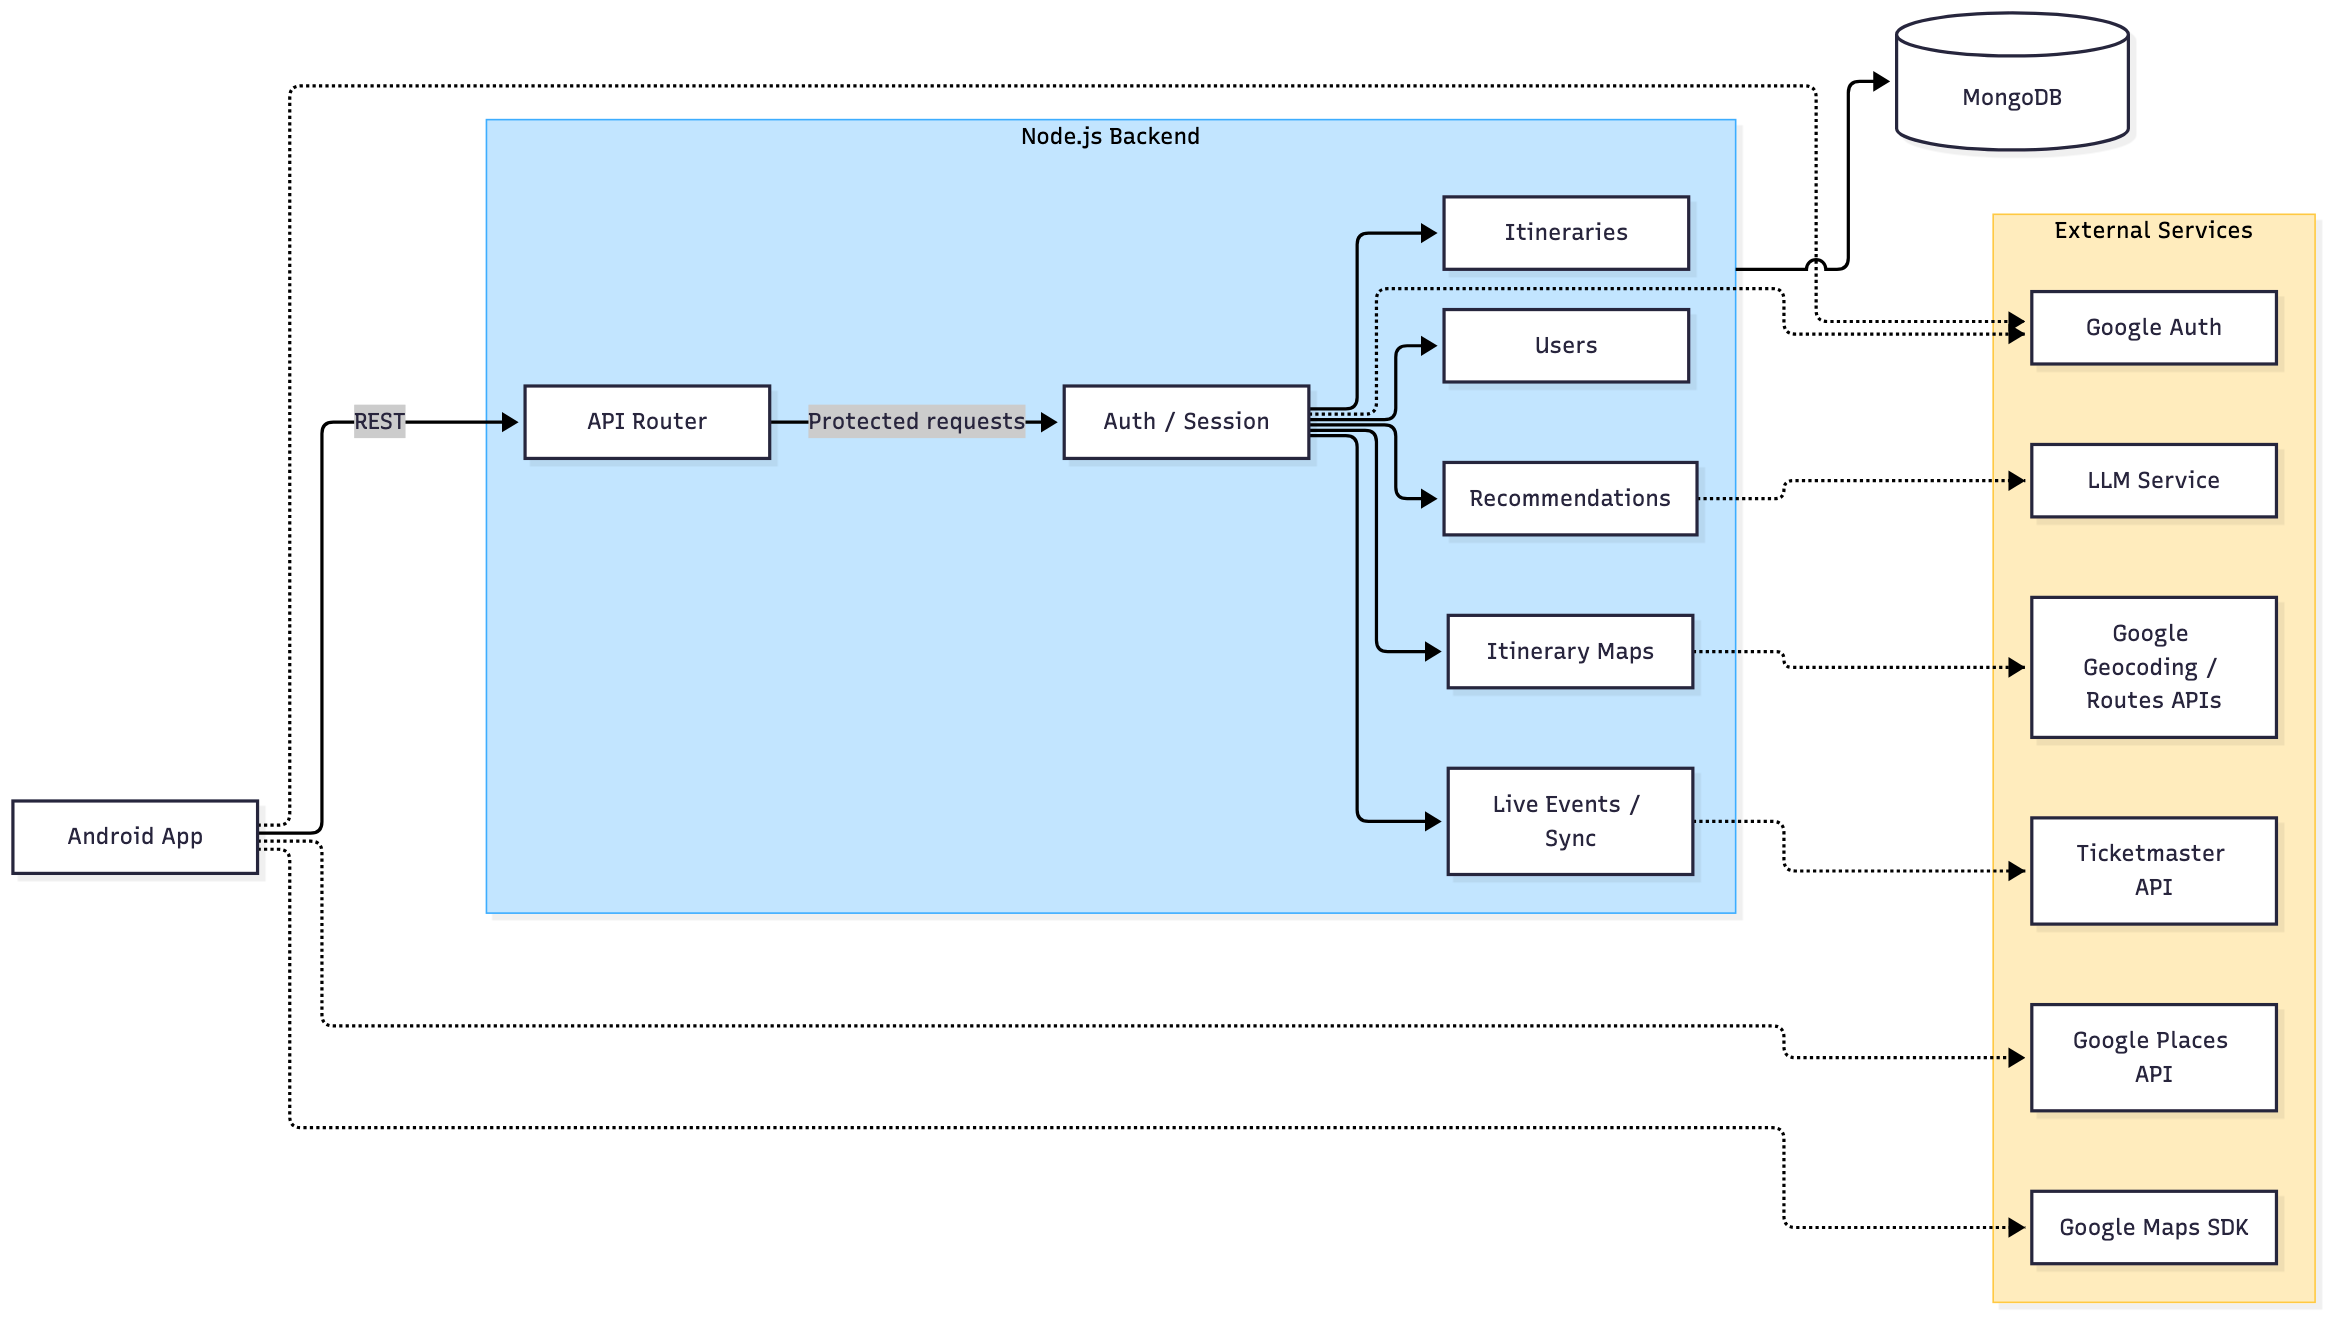 MongoDB
Node.js Backend
Itineraries
External Services
Google Auth
Users
REST
API Router
Protected requests
Auth / Session
Recommendations
LLM Service
Itinerary Maps
Google
Geocoding /
Routes APIs
Live Events /
Sync
Android App
Ticketmaster
API
Google Places
API
Google Maps SDK